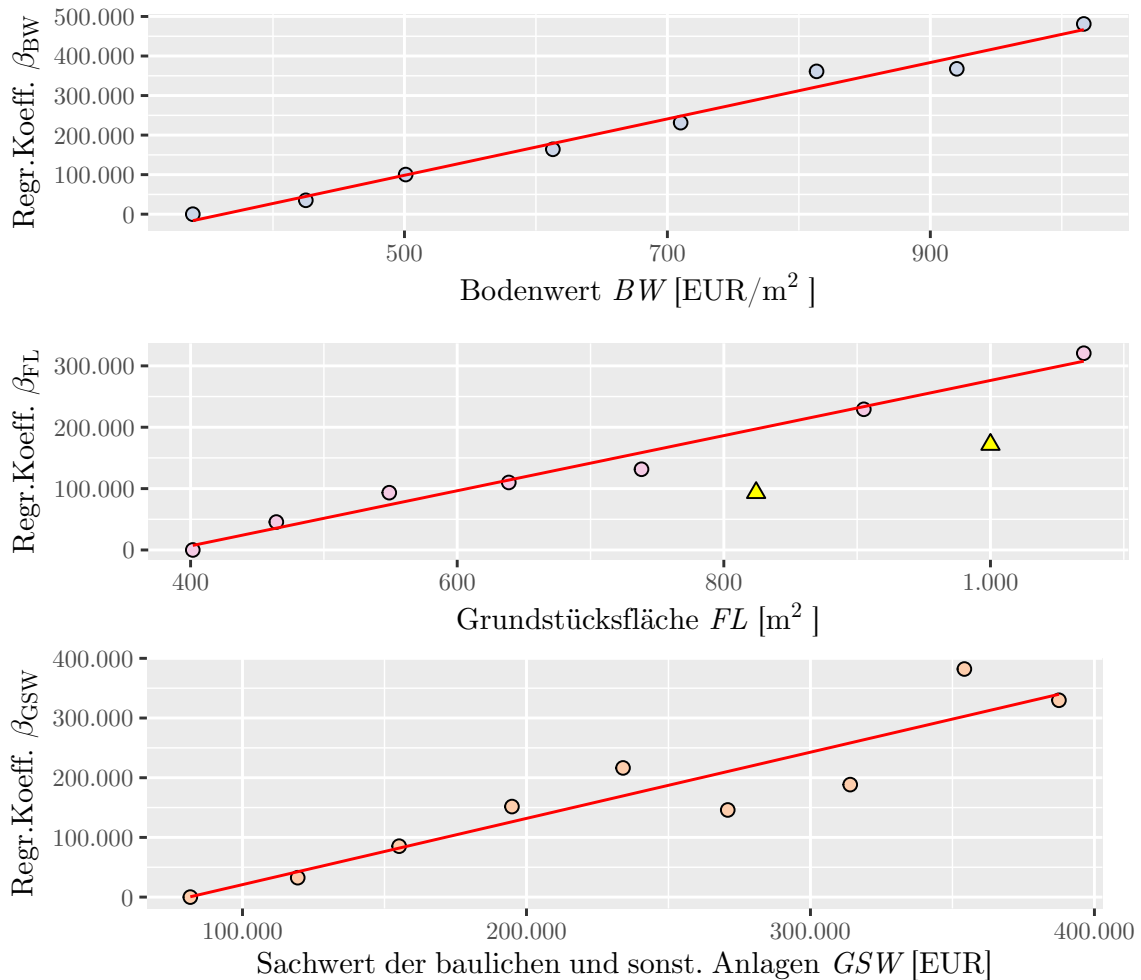 500.000
400.000
300.000
200.000
100.000
0
Regr.Koeff. βBW
500 700 900
Bodenwert BW [EUR/m² ]
300.000
200.000
100.000
0
Regr.Koeff. βFL
400 600 800 1.000
Grundstücksfläche FL [m² ]
400.000
300.000
200.000
100.000
0
Regr.Koeff. βGSW
100.000 200.000 300.000 400.000
Sachwert der baulichen und sonst. Anlagen GSW [EUR]